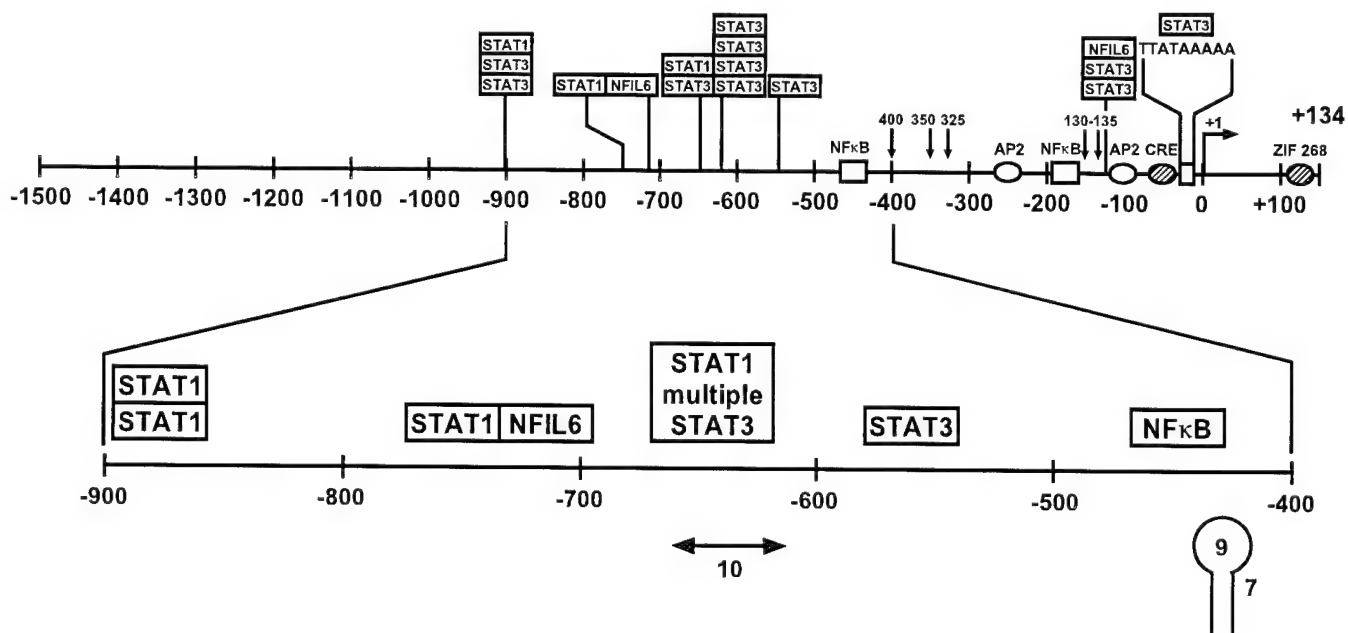 STAT3
STAT3
STAT3
STAT3
STAT1
STAT3
STAT3
STAT1 NFIL6
STAT1
STAT3
STAT3
STAT3
NFIL6
STAT3
STAT3
TTATAAAAA
400 350 325
130-135
+1
+134
NFκB AP2 NFκB AP2 CRE ZIF 268
-1500 -1400 -1300 -1200 -1100 -1000 -900 -800 -700 -600 -500 -400 -300 -200 -100 0 +100
STAT1
STAT1
STAT1 NFIL6
STAT1
multiple
STAT3
STAT3
NFκB
-900 -800 -700 -600 -500 -400
10
9
7